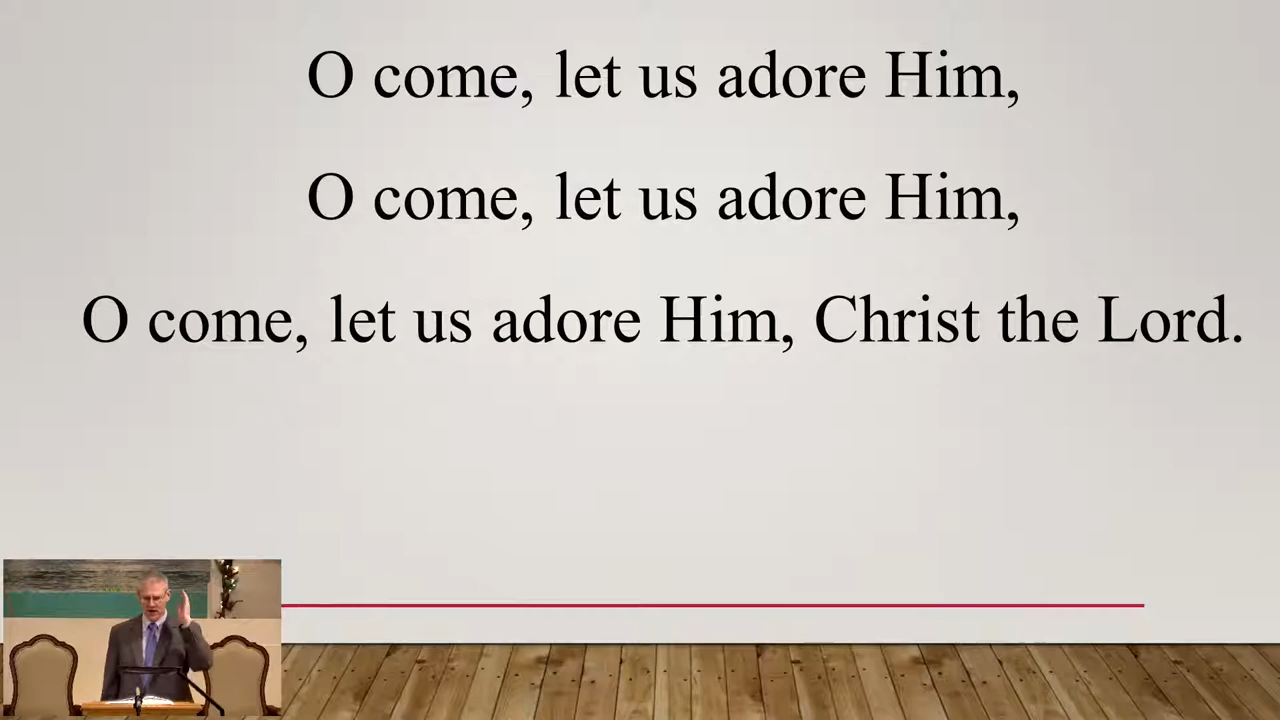 O come, let us adore Him,
O come, let us adore Him,
O come, let us adore Him, Christ the Lord.